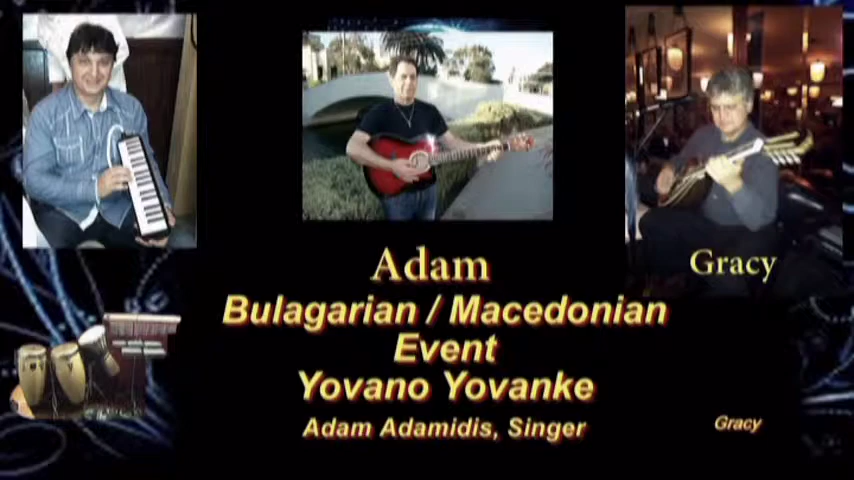 Adam
Gracy
Bulagarian / Macedonian
Event
Yovano Yovanke
Adam Adamidis, Singer
Gracy